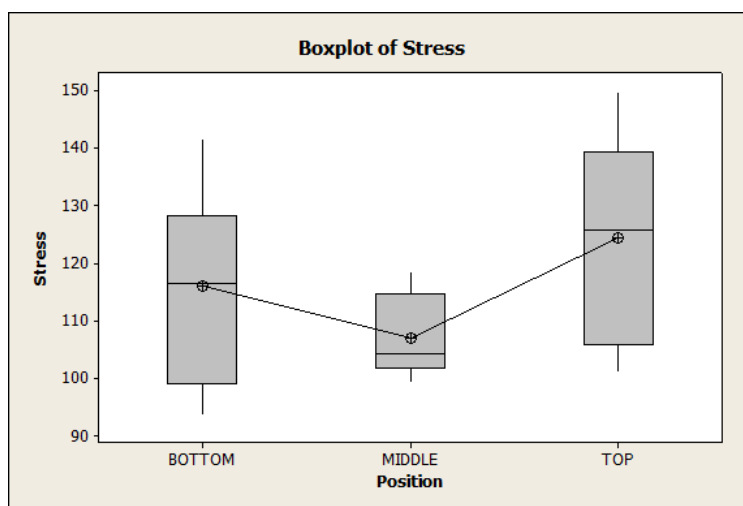 Boxplot of Stress
150
140
130
120
110
100
90
Stress
BOTTOM MIDDLE TOP
Position